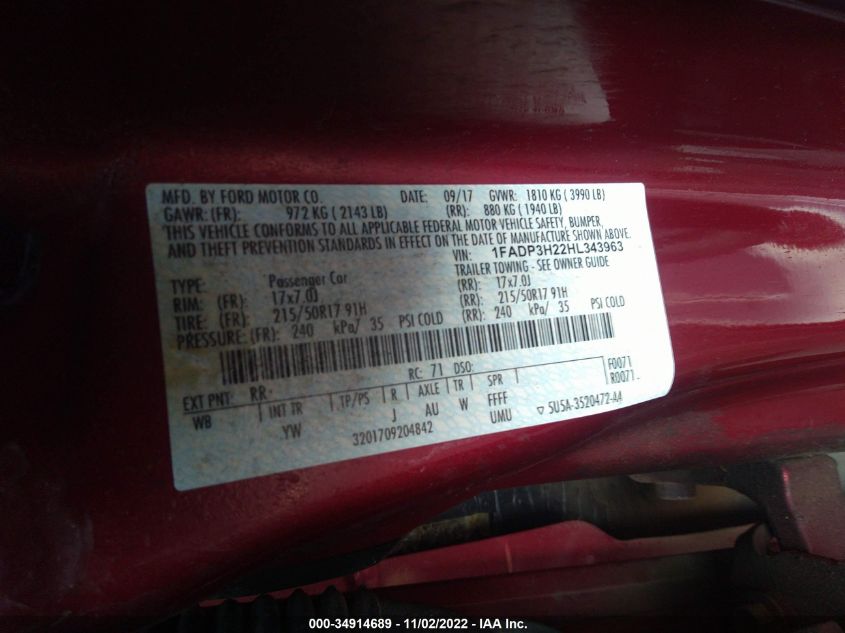 MFD. BY FORD MOTOR CO. DATE: 09/17 GVWR: 1810 KG ( 3990 LB)
GAWR: (FR): 972 KG ( 2143 LB) (RR): 880 KG ( 1940 LB)
THIS VEHICLE CONFORMS TO ALL APPLICABLE FEDERAL MOTOR VEHICLE SAFETY, BUMPER,
AND THEFT PREVENTION STANDARDS IN EFFECT ON THE DATE OF MANUFACTURE SHOWN ABOVE.
VIN: 1FADP3H22HL343963
TRAILER TOWING - SEE OWNER GUIDE
TYPE: Passenger Car
RIM: (FR): 17x7.0J (RR): 17x7.0J
TIRE: (FR): 215/50R17 91H (RR): 215/50R17 91H
PRESSURE: (FR): 240 kPa/ 35 PSI COLD (RR): 240 kPa/ 35 PSI COLD
EXT PNT: RR: RC: 71 DSO: F0071
R0071
WB INT TR TP/PS R AXLE TR SPR
YW J AU W FFFF
UMU
3201709204842
▽ 5U5A-3520472-AA
000-34914689 - 11/02/2022 - IAA Inc.